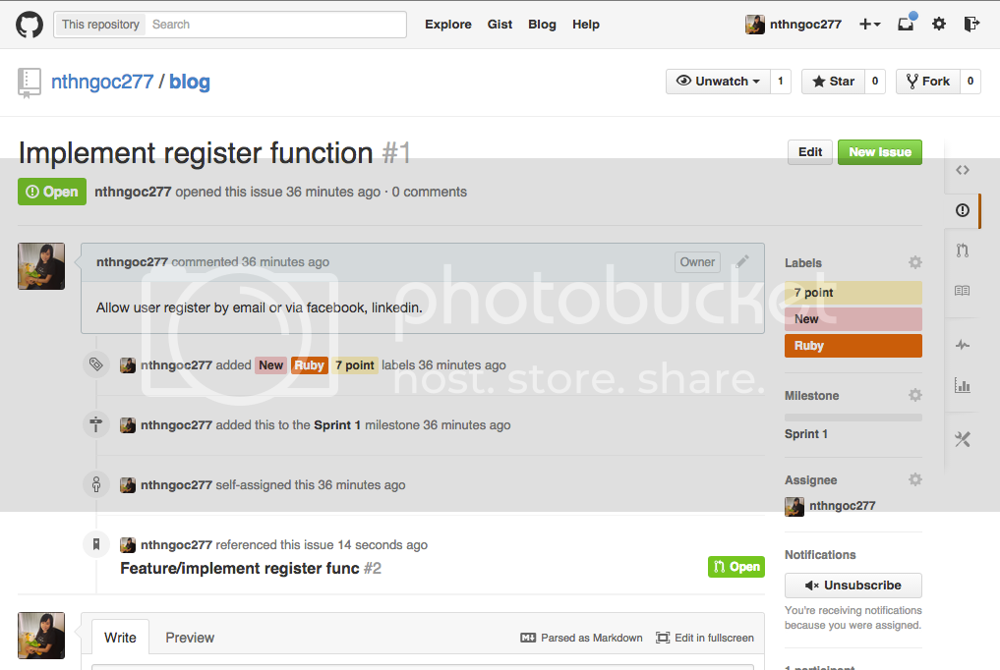 This repository Search Explore Gist Blog Help nthngoc277
nthngoc277 / blog Unwatch 1 Star 0 Fork 0
Implement register function #1 Edit New Issue
Open nthngoc277 opened this issue 36 minutes ago · 0 comments
nthngoc277 commented 36 minutes ago Owner
Allow user register by email or via facebook, linkedin.
nthngoc277 added New Ruby 7 point labels 36 minutes ago
nthngoc277 added this to the Sprint 1 milestone 36 minutes ago
nthngoc277 self-assigned this 36 minutes ago
nthngoc277 referenced this issue 14 seconds ago
Feature/implement register func #2 Open
Labels
7 point
New
Ruby
Milestone
Sprint 1
Assignee
nthngoc277
Notifications
Unsubscribe
You're receiving notifications
because you were assigned.
1 participant
Write Preview M Parsed as Markdown Edit in fullscreen
photobucket
host. store. share.